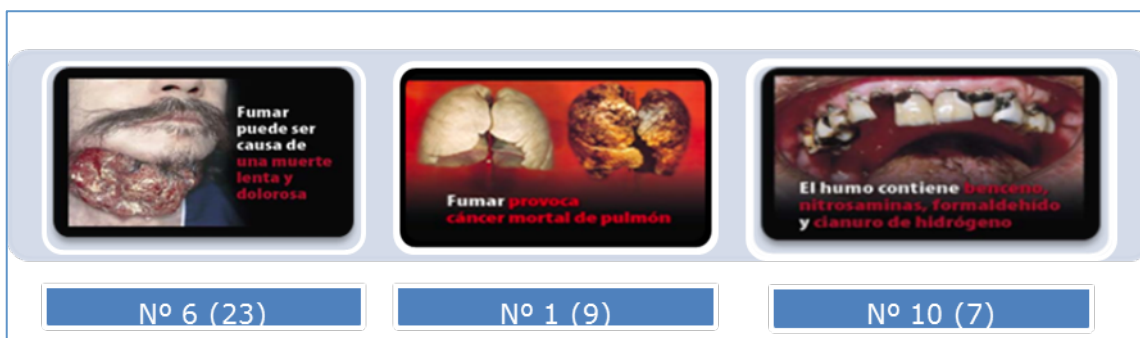 Fumar
puede ser
causa de
una muerte
lenta y
dolorosa
Fumar provoca
cáncer mortal de pulmón
El humo contiene benceno,
nitrosaminas, formaldehído
y cianuro de hidrógeno
Nº 6 (23)
Nº 1 (9)
Nº 10 (7)